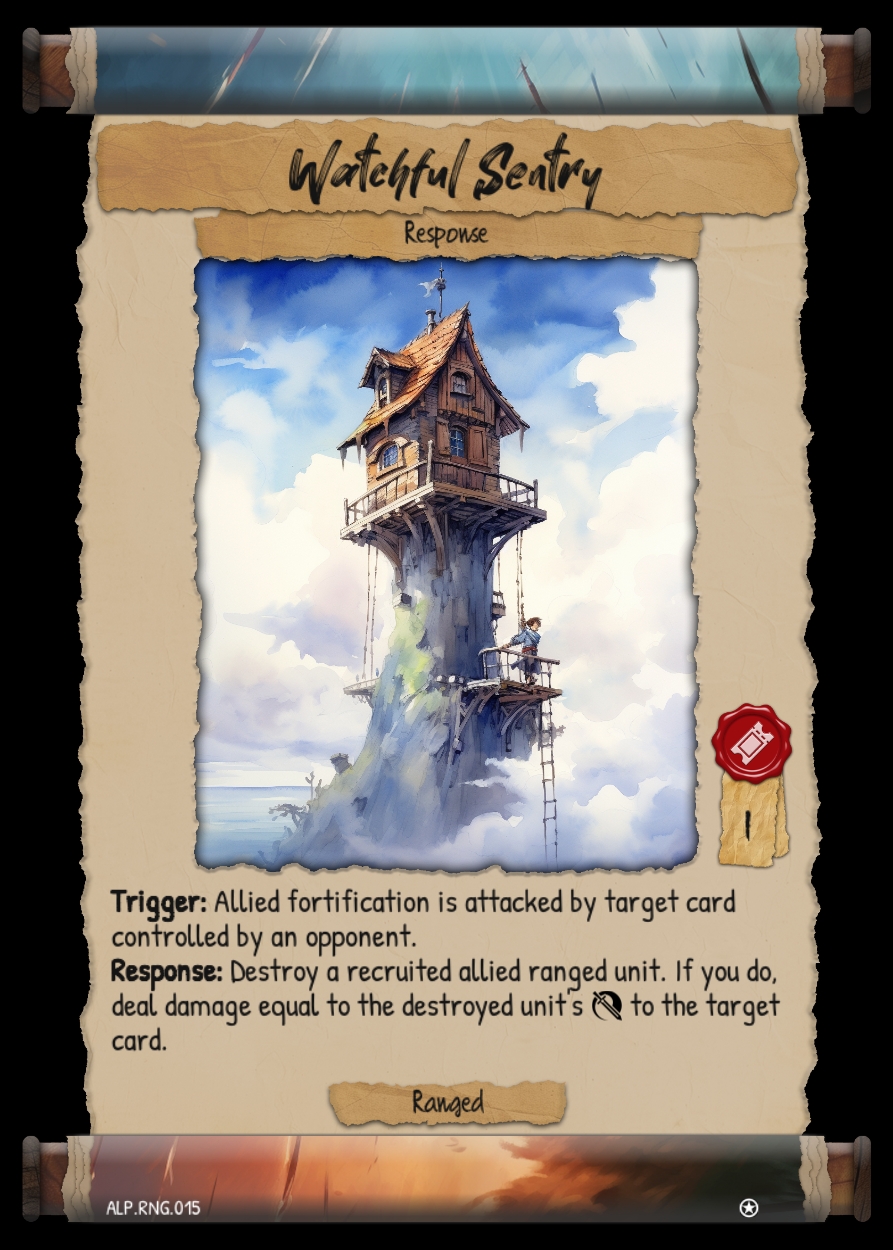 Watchful Sentry
Response
1
Trigger: Allied fortification is attacked by target card
controlled by an opponent.
Response: Destroy a recruited allied ranged unit. If you do,
deal damage equal to the destroyed unit's to the target
card.
Ranged
ALP.RNG.015